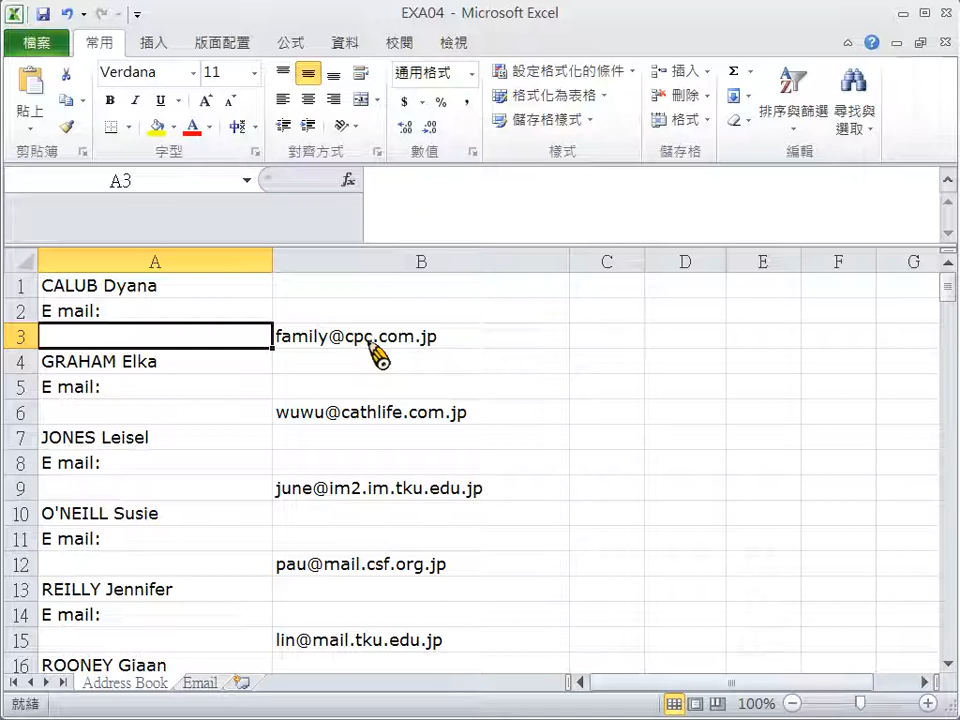 EXA04 - Microsoft Excel
檔案 常用 插入 版面配置 公式 資料 校閱 檢視
貼上
剪貼簿
Verdana 11
B I U A A
A 中
字型
對齊方式
通用格式
$ % ,
數值
設定格式化的條件
格式化為表格
儲存格樣式
樣式
插入
刪除
格式
儲存格
Σ
排序與篩選 尋找與選取
編輯
A3 fx
A B C D E F G
1 CALUB Dyana
2 E mail:
3 family@cpc.com.jp
4 GRAHAM Elka
5 E mail:
6 wuwu@cathlife.com.jp
7 JONES Leisel
8 E mail:
9 june@im2.im.tku.edu.jp
10 O'NEILL Susie
11 E mail:
12 pau@mail.csf.org.jp
13 REILLY Jennifer
14 E mail:
15 lin@mail.tku.edu.jp
16 ROONEY Giaan
Address Book Email
就緒 100%